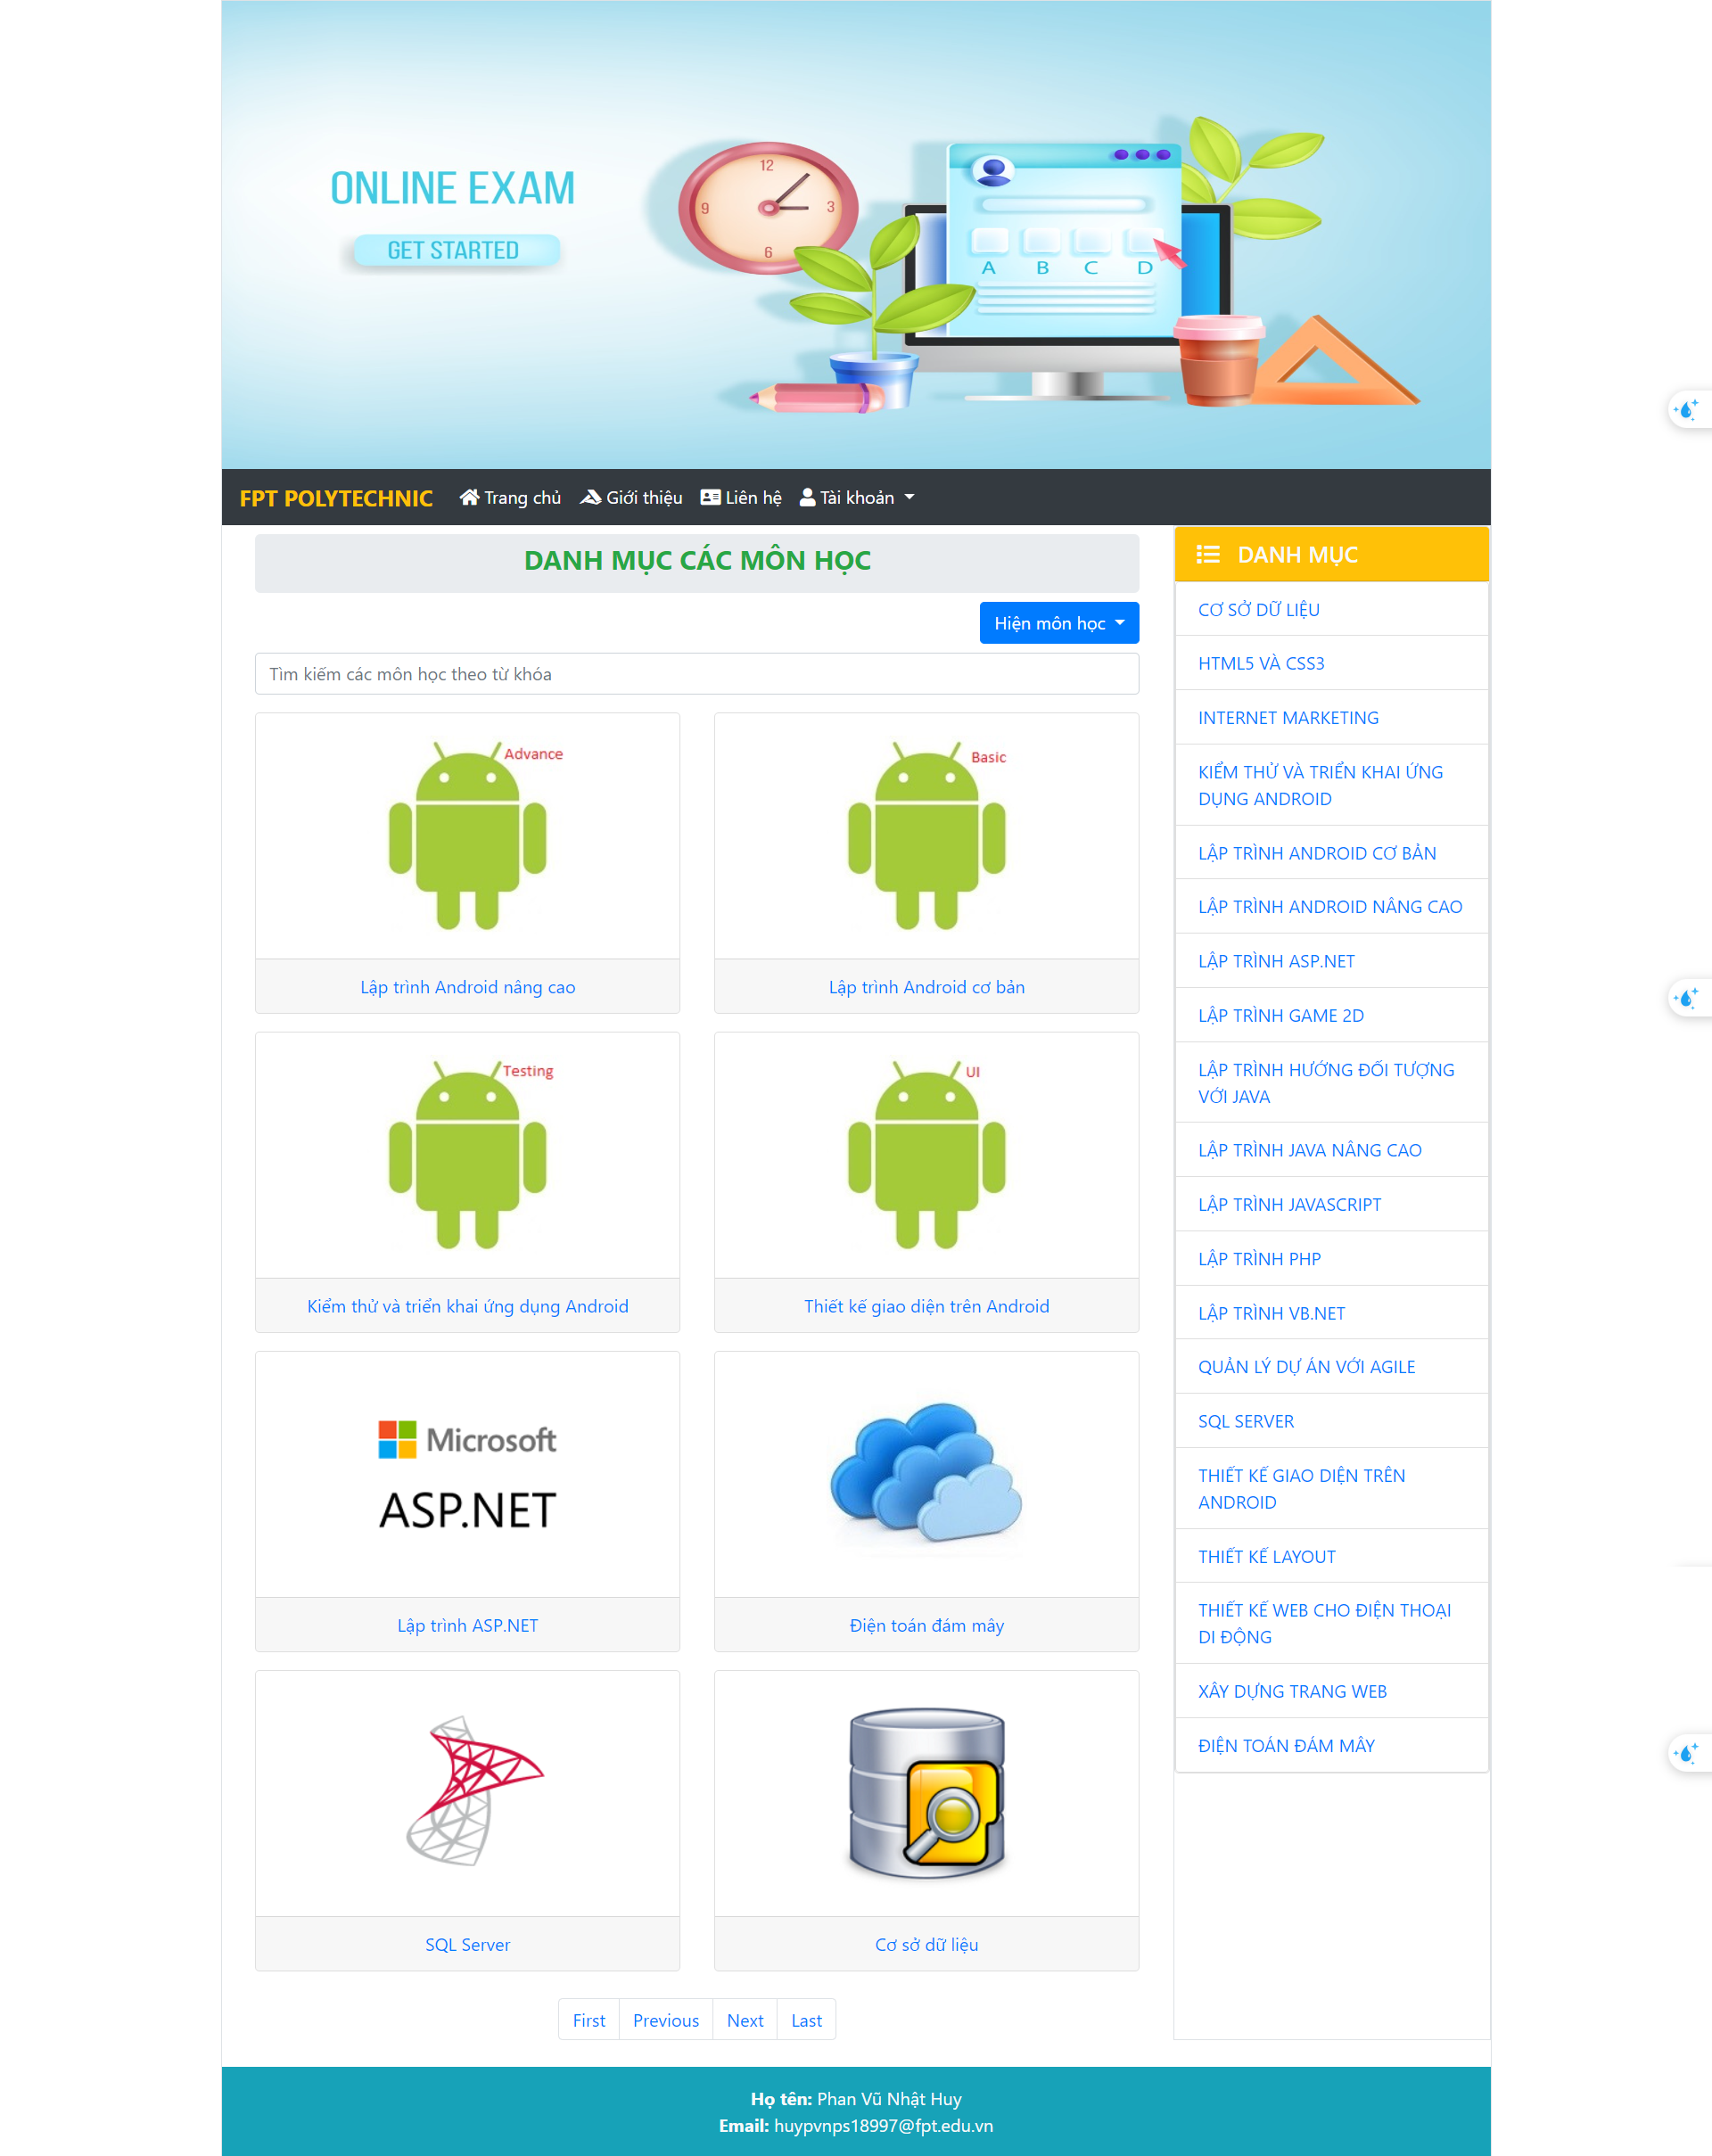 ONLINE EXAM
GET STARTED
12
9
3
6
A B C D
FPT POLYTECHNIC
Trang chủ
Giới thiệu
Liên hệ
Tài khoản
DANH MỤC CÁC MÔN HỌC
Hiện môn học
Tìm kiếm các môn học theo từ khóa
Advance
Lập trình Android nâng cao
Basic
Lập trình Android cơ bản
Testing
Kiểm thử và triển khai ứng dụng Android
UI
Thiết kế giao diện trên Android
Microsoft
ASP.NET
Lập trình ASP.NET
Điện toán đám mây
SQL Server
Cơ sở dữ liệu
First
Previous
Next
Last
DANH MỤC
CƠ SỞ DỮ LIỆU
HTML5 VÀ CSS3
INTERNET MARKETING
KIỂM THỬ VÀ TRIỂN KHAI ỨNG
DỤNG ANDROID
LẬP TRÌNH ANDROID CƠ BẢN
LẬP TRÌNH ANDROID NÂNG CAO
LẬP TRÌNH ASP.NET
LẬP TRÌNH GAME 2D
LẬP TRÌNH HƯỚNG ĐỐI TƯỢNG
VỚI JAVA
LẬP TRÌNH JAVA NÂNG CAO
LẬP TRÌNH JAVASCRIPT
LẬP TRÌNH PHP
LẬP TRÌNH VB.NET
QUẢN LÝ DỰ ÁN VỚI AGILE
SQL SERVER
THIẾT KẾ GIAO DIỆN TRÊN
ANDROID
THIẾT KẾ LAYOUT
THIẾT KẾ WEB CHO ĐIỆN THOẠI
DI ĐỘNG
XÂY DỰNG TRANG WEB
ĐIỆN TOÁN ĐÁM MÂY
Họ tên: Phan Vũ Nhật Huy
Email: huypvnps18997@fpt.edu.vn